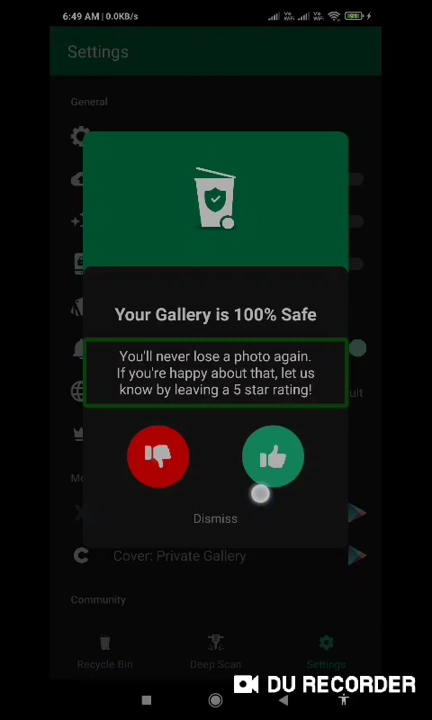 6:49 AM | 0.0KB/s
Settings
General
Your Gallery is 100% Safe
You'll never lose a photo again.
If you're happy about that, let us
know by leaving a 5 star rating!
Dismiss
Cover: Private Gallery
Community
Recycle Bin
Deep Scan
Settings
DU RECORDER